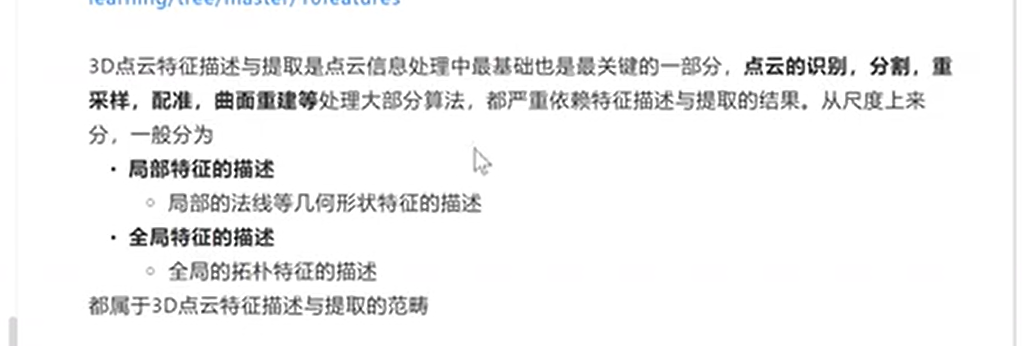 learning/tree/master/10features
3D点云特征描述与提取是点云信息处理中最基础也是最关键的一部分，点云的识别，分割，重
采样，配准，曲面重建等处理大部分算法，都严重依赖特征描述与提取的结果。从尺度上来
分，一般分为
• 局部特征的描述
○ 局部的法线等几何形状特征的描述
• 全局特征的描述
○ 全局的拓朴特征的描述
都属于3D点云特征描述与提取的范畴